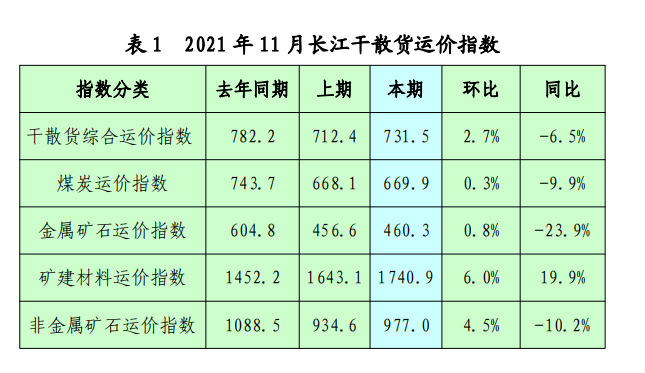 表1 2021年11月长江干散货运价指数
指数分类 去年同期 上期 本期 环比 同比
干散货综合运价指数 782.2 712.4 731.5 2.7% -6.5%
煤炭运价指数 743.7 668.1 669.9 0.3% -9.9%
金属矿石运价指数 604.8 456.6 460.3 0.8% -23.9%
矿建材料运价指数 1452.2 1643.1 1740.9 6.0% 19.9%
非金属矿石运价指数 1088.5 934.6 977.0 4.5% -10.2%